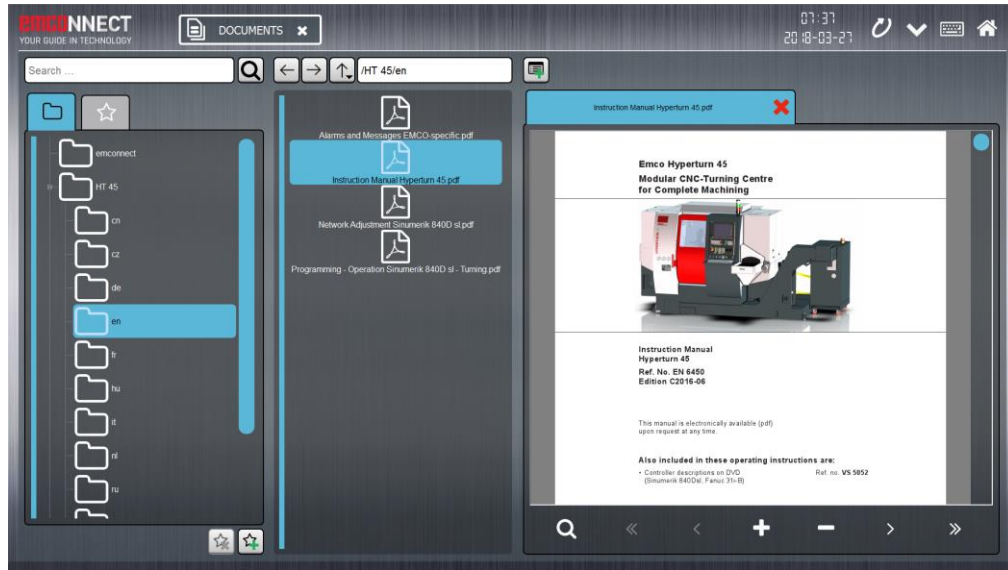 emcoNNECT
YOUR GUIDE IN TECHNOLOGY
DOCUMENTS
07:37
2018-03-27
Search ...
/HT 45/en
emconnect
HT 45
cn
cz
de
en
fr
hu
it
nl
ru
Alarms and Messages EMCO-specific.pdf
Instruction Manual Hyperturn 45.pdf
Network Adjustment Sinumerik 840D sl.pdf
Programming - Operation Sinumerik 840D sl - Turning.pdf
Instruction Manual Hyperturn 45.pdf
Emco Hyperturn 45
Modular CNC-Turning Centre
for Complete Machining
Instruction Manual
Hyperturn 45
Ref. No. EN 6450
Edition C2016-06
This manual is electronically available (pdf)
upon request at any time.
Also included in these operating instructions are:
• Controller descriptions on DVD Ref. no. VS 5052
(Sinumerik 840Dsl, Fanuc 31i-B)